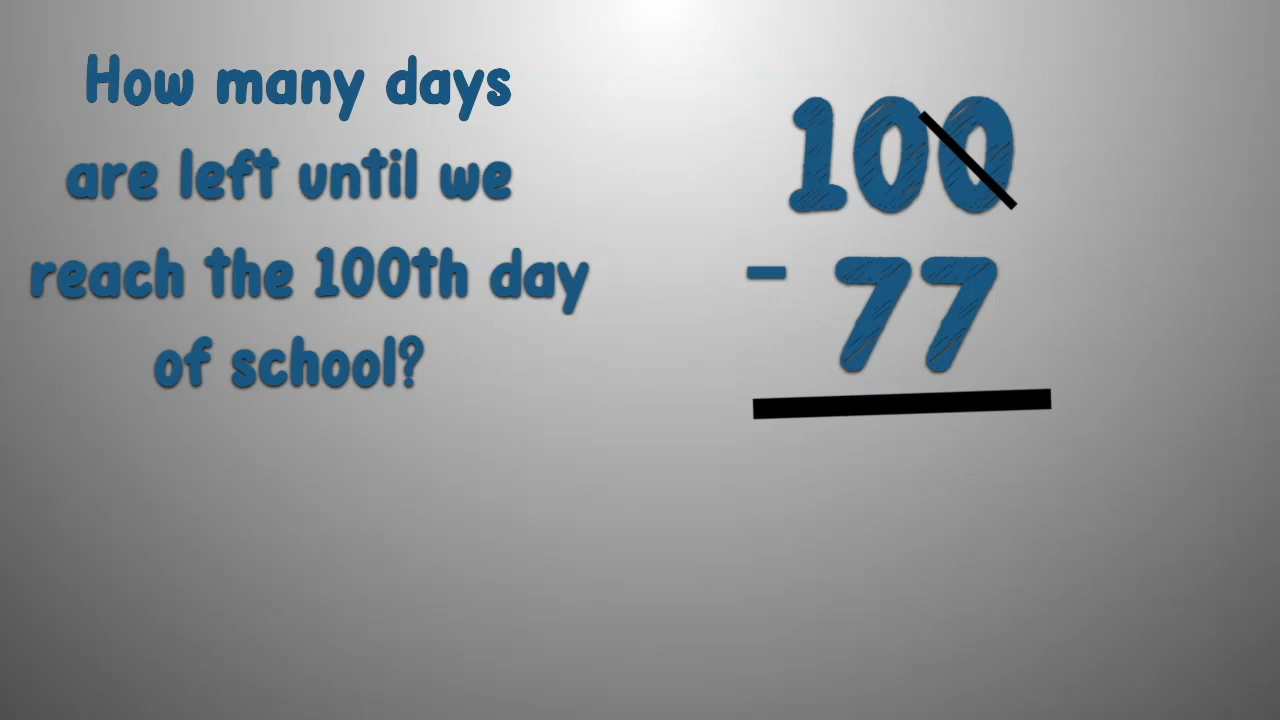 How many days
are left until we
reach the 100th day
of school?
100
- 77